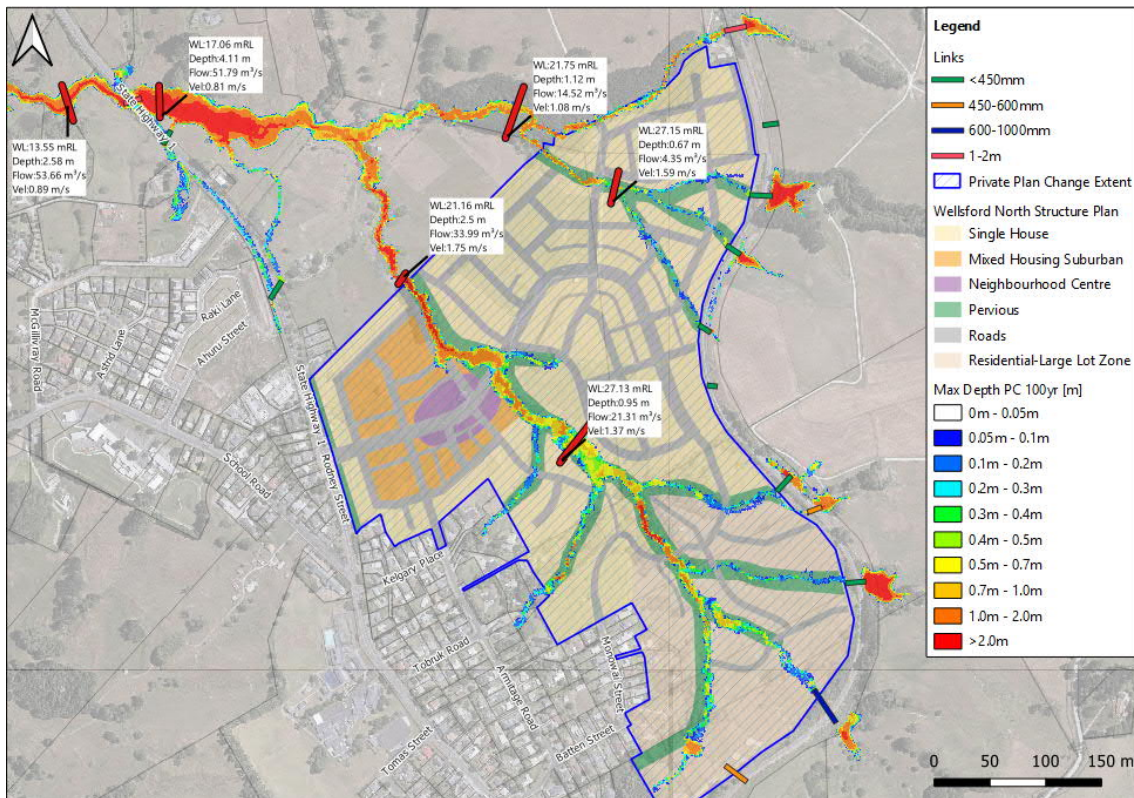 WL:17.06 mRL
Depth:4.11 m
Flow:51.79 m³/s
Vel:0.81 m/s
WL:21.75 mRL
Depth:1.12 m
Flow:14.52 m³/s
Vel:1.08 m/s
WL:13.55 mRL
Depth:2.58 m
Flow:53.66 m³/s
Vel:0.89 m/s
WL:27.15 mRL
Depth:0.67 m
Flow:4.35 m³/s
Vel:1.59 m/s
WL:21.16 mRL
Depth:2.5 m
Flow:33.99 m³/s
Vel:1.75 m/s
WL:27.13 mRL
Depth:0.95 m
Flow:21.31 m³/s
Vel:1.37 m/s
State Highway 1
McGillivray Road
Astrid Lane
Raki Lane
Ahuru Street
State Highway 1
Rodney Street
School Road
Kelgary Place
Tobruk Road
Armitage Road
Monowai Street
Batten Street
Tomas Street
Legend
Links
<450mm
450-600mm
600-1000mm
1-2m
Private Plan Change Extent
Wellsford North Structure Plan
Single House
Mixed Housing Suburban
Neighbourhood Centre
Pervious
Roads
Residential-Large Lot Zone
Max Depth PC 100yr [m]
0m - 0.05m
0.05m - 0.1m
0.1m - 0.2m
0.2m - 0.3m
0.3m - 0.4m
0.4m - 0.5m
0.5m - 0.7m
0.7m - 1.0m
1.0m - 2.0m
>2.0m
0 50 100 150 m